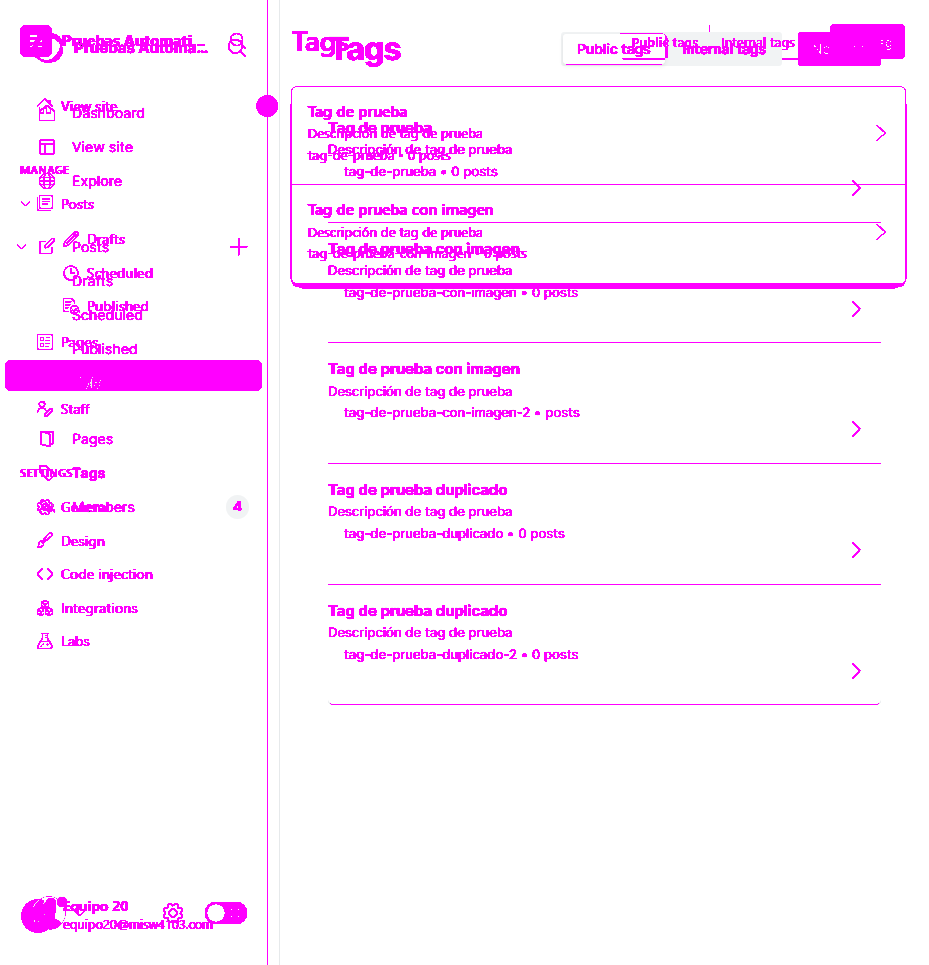 Pruebas Automati...
Pruebas Automa...
View site
Dashboard
View site
MANAGE
Explore
Posts
Drafts
Posts
Scheduled
Drafts
Published
Scheduled
Pages
Published
Staff
Pages
SETTINGS
Tags
General
Members
4
Design
Code injection
Integrations
Labs
Equipo 20
equipo20@misw4103.com
Tags
Tags
Public tags
Internal tags
Public tags
Internal tags
Tag de prueba
Descripción de tag de prueba
tag-de-prueba • 0 posts
Tag de prueba
Descripción de tag de prueba
tag-de-prueba • 0 posts
Tag de prueba con imagen
Descripción de tag de prueba
tag-de-prueba-con-imagen • 0 posts
Tag de prueba con imagen
Descripción de tag de prueba
tag-de-prueba-con-imagen • 0 posts
Tag de prueba con imagen
Descripción de tag de prueba
tag-de-prueba-con-imagen-2 • posts
Tag de prueba duplicado
Descripción de tag de prueba
tag-de-prueba-duplicado • 0 posts
Tag de prueba duplicado
Descripción de tag de prueba
tag-de-prueba-duplicado-2 • 0 posts